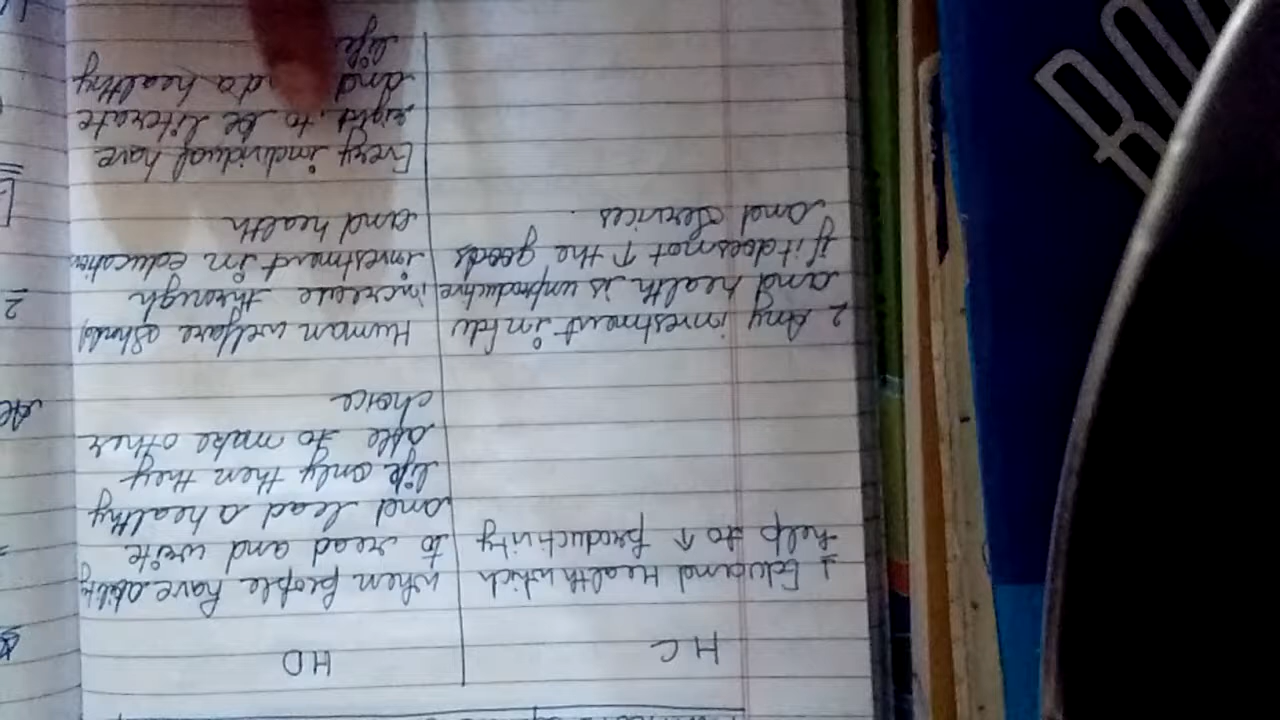 HC
HD
1 Edu and Health which
help to ↑ productivity
when people have ability
to read and write
and lead a healthy
life only then they
able to make other
choice
2 Any investment in Edu
and health is unproductive
if it does not ↑ the goods
and services.
Human welfare should
increase through
investment in education
and health
Every individual have
right to be literate
and a healthy
life